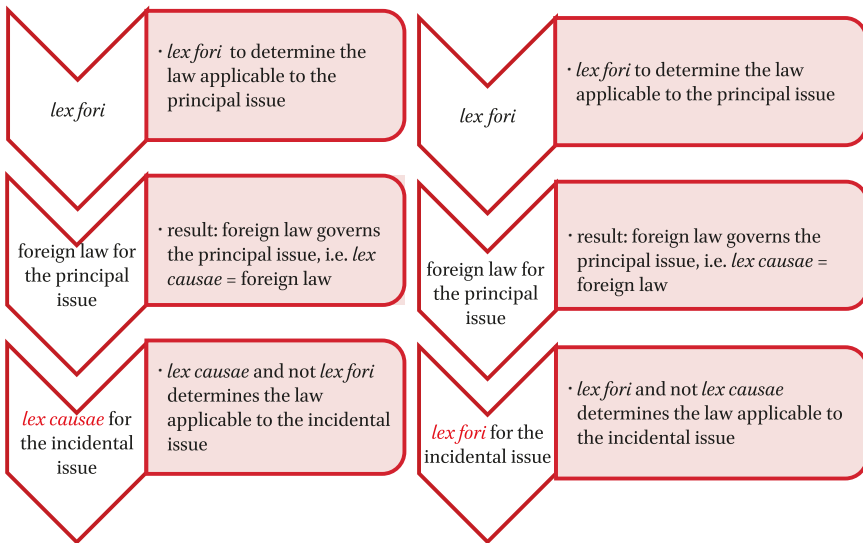 lex fori
· lex fori to determine the
law applicable to the
principal issue
foreign law for
the principal
issue
· result: foreign law governs
the principal issue, i.e. lex
causae = foreign law
lex causae for
the incidental
issue
· lex causae and not lex fori
determines the law
applicable to the incidental
issue
lex fori
· lex fori to determine the law
applicable to the principal issue
foreign law for
the principal
issue
· result: foreign law governs the
principal issue, i.e. lex causae =
foreign law
lex fori for the
incidental issue
· lex fori and not lex causae
determines the law applicable to
the incidental issue